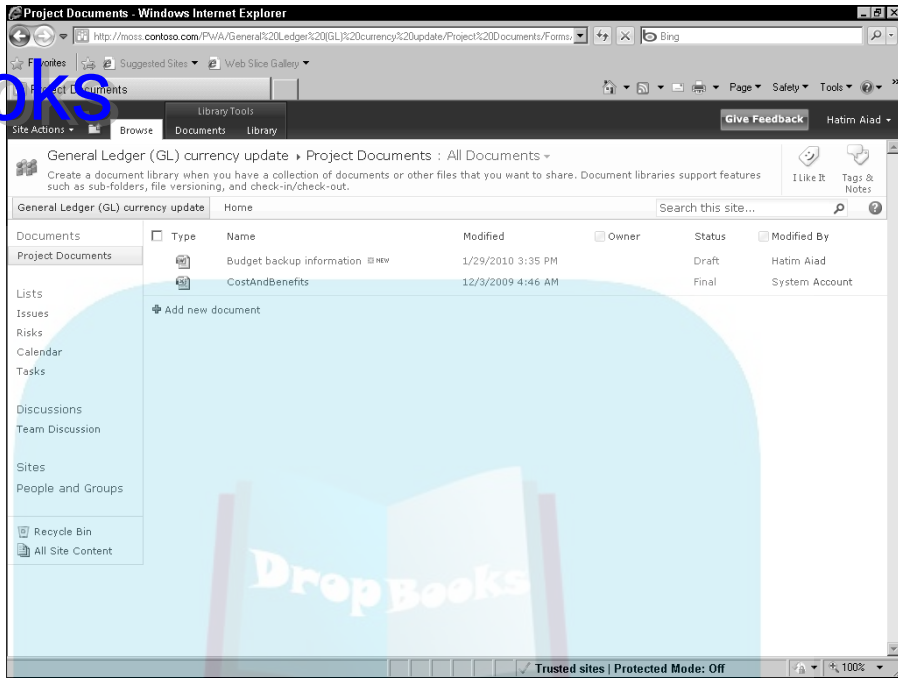 Project Documents - Windows Internet Explorer
http://moss.contoso.com/PWA/General%20Ledger%20(GL)%20currency%20update/Project%20Documents/Forms/
Bing
Favorites Suggested Sites Web Slice Gallery
oks
Project Documents
Page Safety Tools
Library Tools
Site Actions Browse Documents Library
Give Feedback Hatim Aiad
General Ledger (GL) currency update Project Documents : All Documents
Create a document library when you have a collection of documents or other files that you want to share. Document libraries support features
such as sub-folders, file versioning, and check-in/check-out.
I Like It Tags &
Notes
General Ledger (GL) currency update Home Search this site...
Documents
Type Name Modified Owner Status Modified By
Project Documents
Budget backup information NEW 1/29/2010 3:35 PM Draft Hatim Aiad
CostAndBenefits 12/3/2009 4:46 AM Final System Account
Add new document
Lists
Issues
Risks
Calendar
Tasks
Discussions
Team Discussion
Sites
People and Groups
Recycle Bin
All Site Content
DropBooks
Trusted sites | Protected Mode: Off 100%